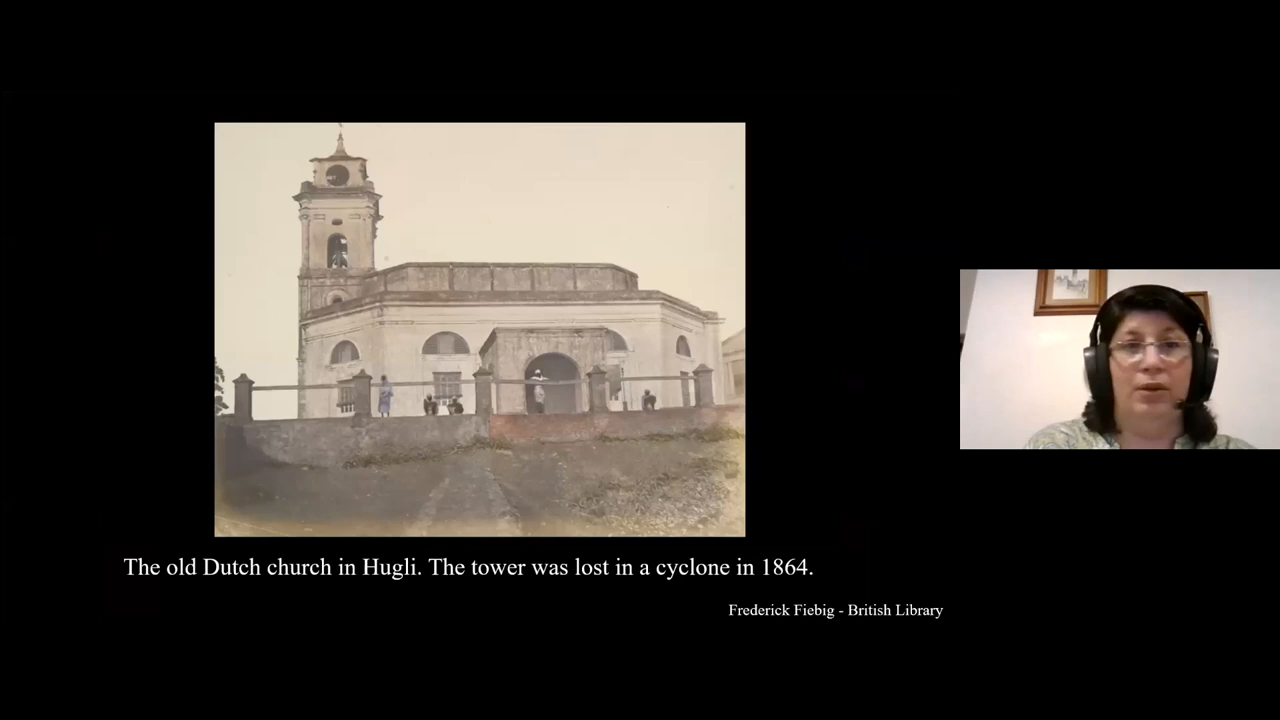 The old Dutch church in Hugli. The tower was lost in a cyclone in 1864.
Frederick Fiebig - British Library